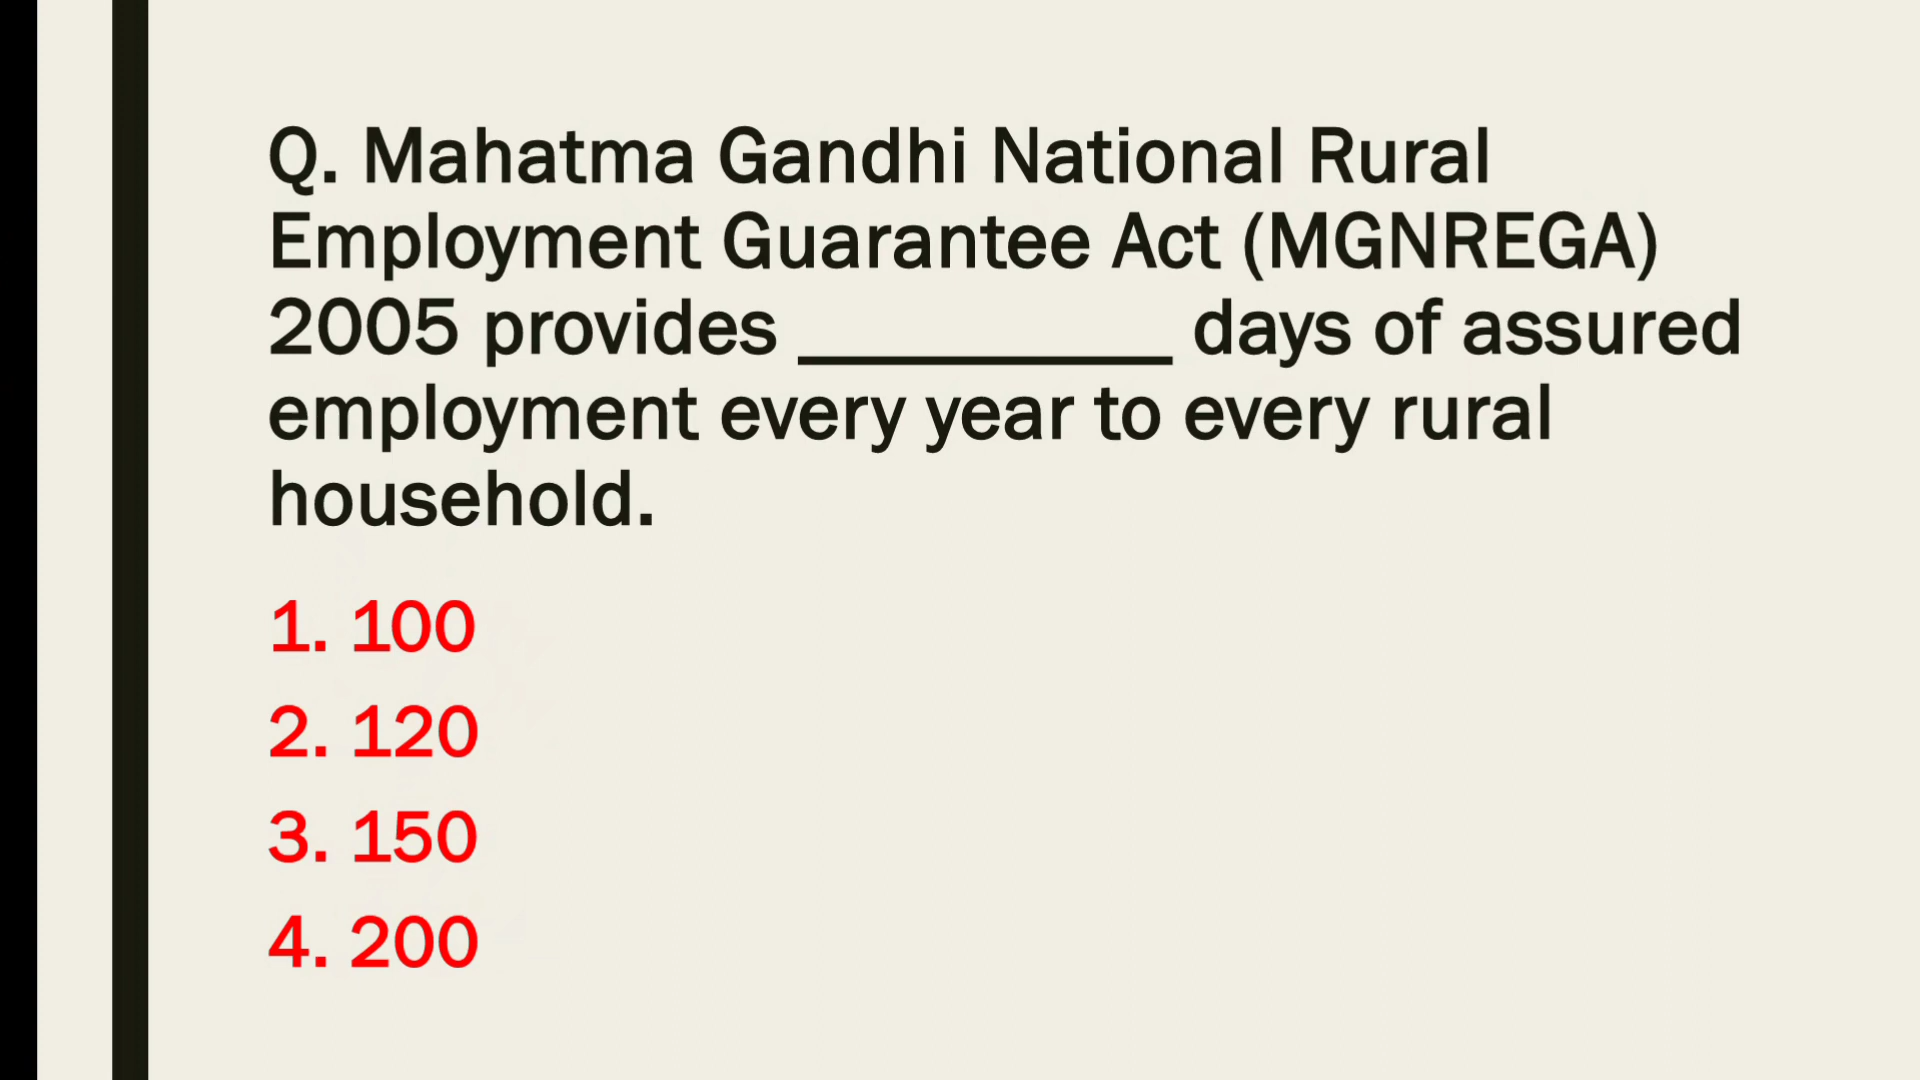 Q. Mahatma Gandhi National Rural
Employment Guarantee Act (MGNREGA)
2005 provides __________ days of assured
employment every year to every rural
household.
1. 100
2. 120
3. 150
4. 200